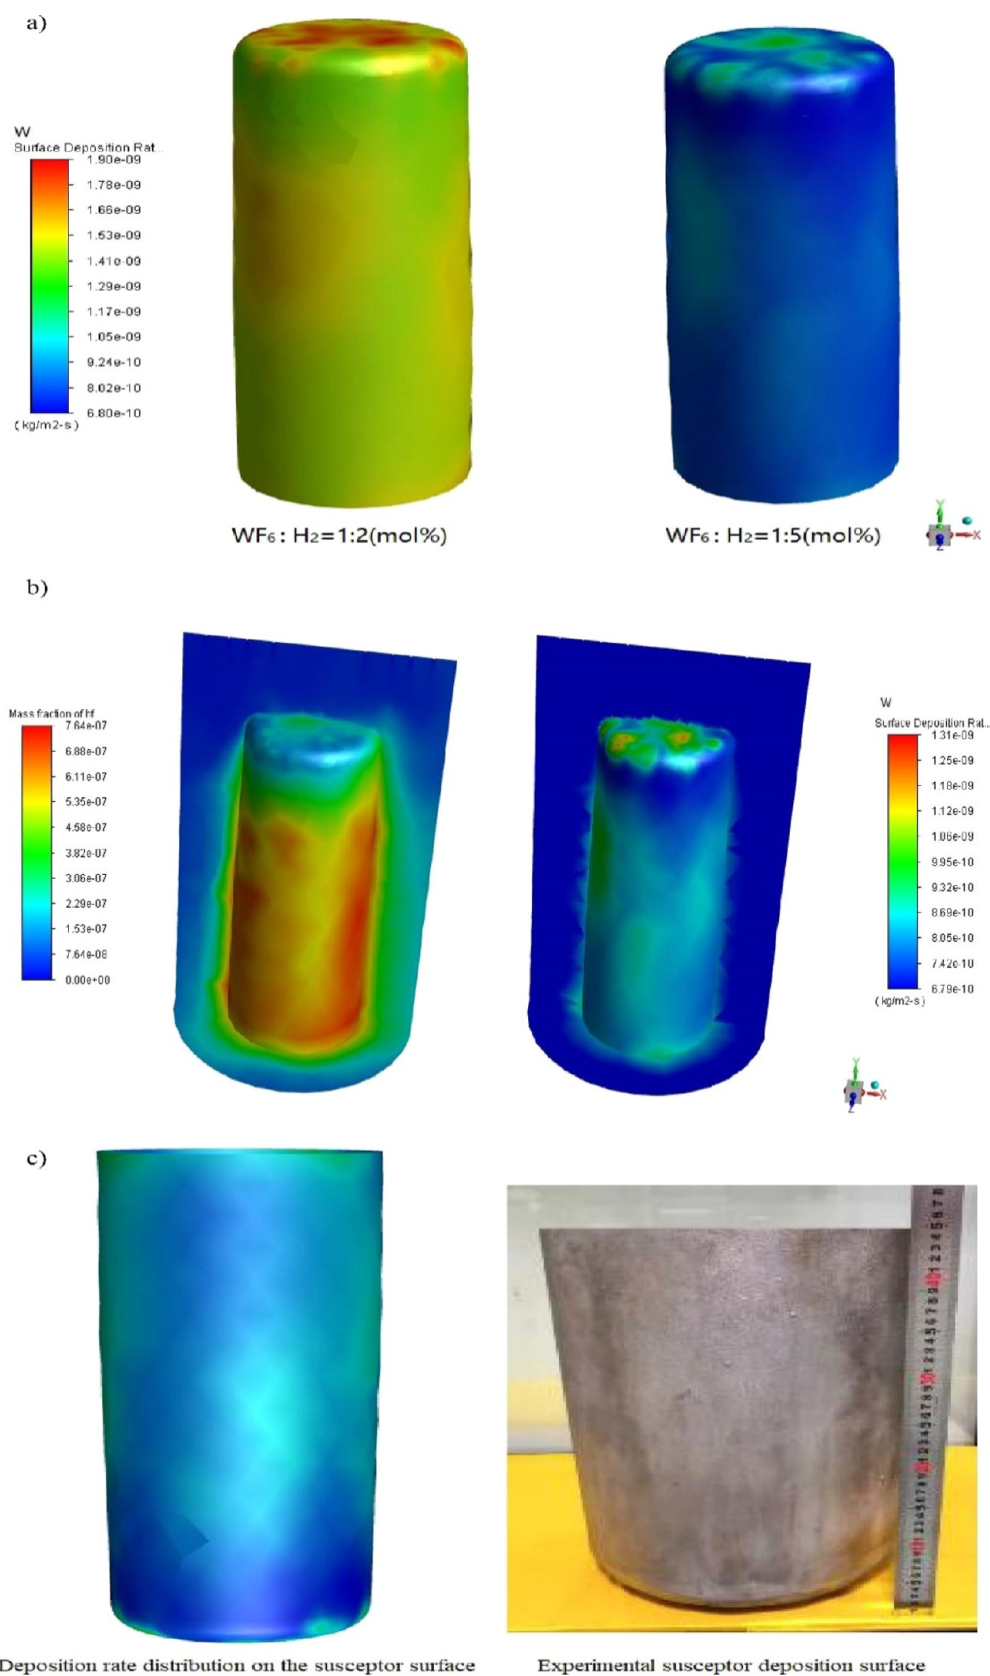 a)
W
Surface Deposition Rat...
1.90e-09
1.78e-09
1.66e-09
1.53e-09
1.41e-09
1.29e-09
1.17e-09
1.05e-09
9.24e-10
8.02e-10
6.80e-10
(kg/m2-s)
WF6 : H2=1:2(mol%)
WF6 : H2=1:5(mol%)
Y
X
Z
b)
Mass fraction of hf
7.64e-07
6.88e-07
6.11e-07
5.35e-07
4.58e-07
3.82e-07
3.06e-07
2.29e-07
1.53e-07
7.64e-08
0.00e+00
W
Surface Deposition Rat...
1.31e-09
1.25e-09
1.18e-09
1.12e-09
1.06e-09
9.95e-10
9.32e-10
8.69e-10
8.05e-10
7.42e-10
6.79e-10
(kg/m2-s)
Y
X
Z
c)
Deposition rate distribution on the susceptor surface
Experimental susceptor deposition surface